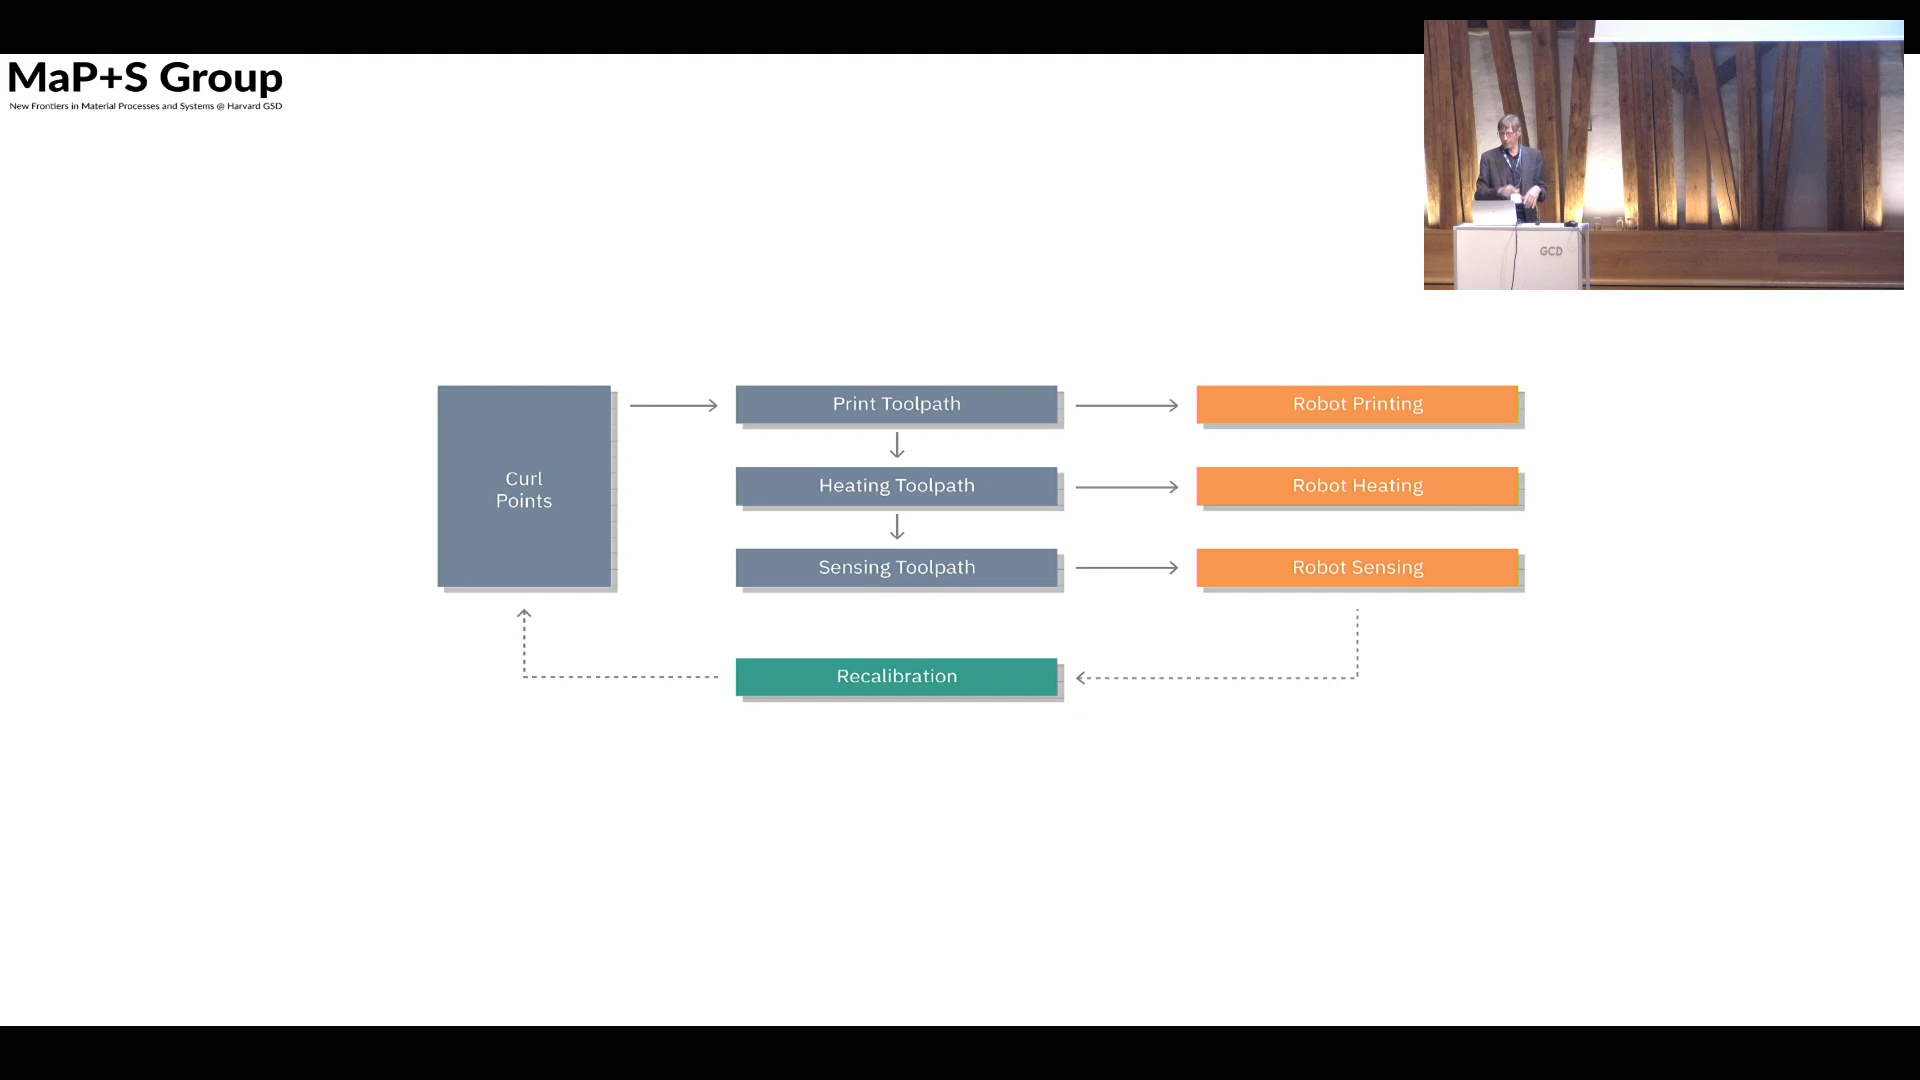 MaP+S Group
New Frontiers in Material Processes and Systems @ Harvard GSD
GCD
Curl
Points
Print Toolpath
Robot Printing
Heating Toolpath
Robot Heating
Sensing Toolpath
Robot Sensing
Recalibration